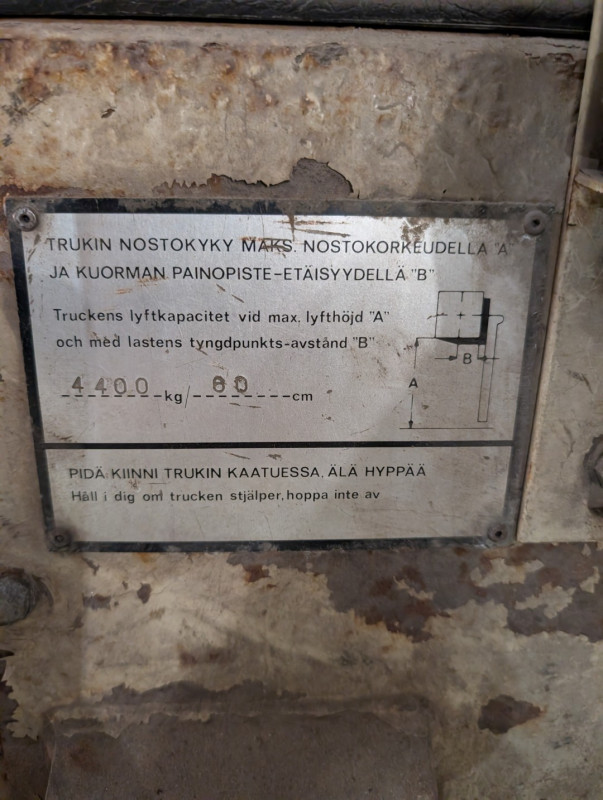 TRUKIN NOSTOKYKY MAKS. NOSTOKORKEUDELLA "A"
JA KUORMAN PAINOPISTE-ETÄISYYDELLÄ "B"
Truckens lyftkapacitet vid max. lyfthöjd "A"
och med lastens tyngdpunkts-avstånd "B"
4400 kg/ 60 cm
B
A
PIDÄ KIINNI TRUKIN KAATUESSA, ÄLÄ HYPPÄÄ
Håll i dig om trucken stjälper, hoppa inte av